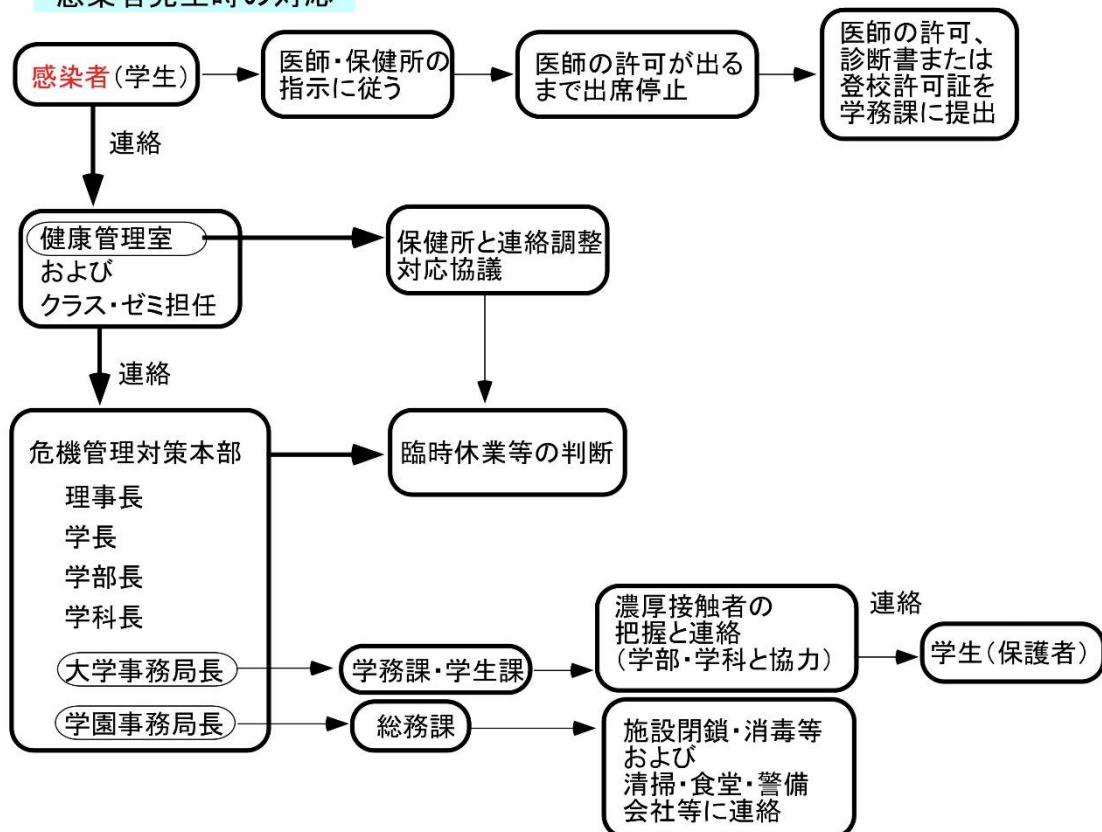 感染者発生時の対応
感染者(学生)
医師・保健所の
指示に従う
医師の許可が出る
まで出席停止
医師の許可、
診断書または
登校許可証を
学務課に提出
連絡
健康管理室
および
クラス・ゼミ担任
保健所と連絡調整
対応協議
連絡
危機管理対策本部
理事長
学長
学部長
学科長
大学事務局長
学園事務局長
臨時休業等の判断
学務課・学生課
濃厚接触者の
把握と連絡
(学部・学科と協力)
連絡
学生(保護者)
総務課
施設閉鎖・消毒等
および
清掃・食堂・警備
会社等に連絡